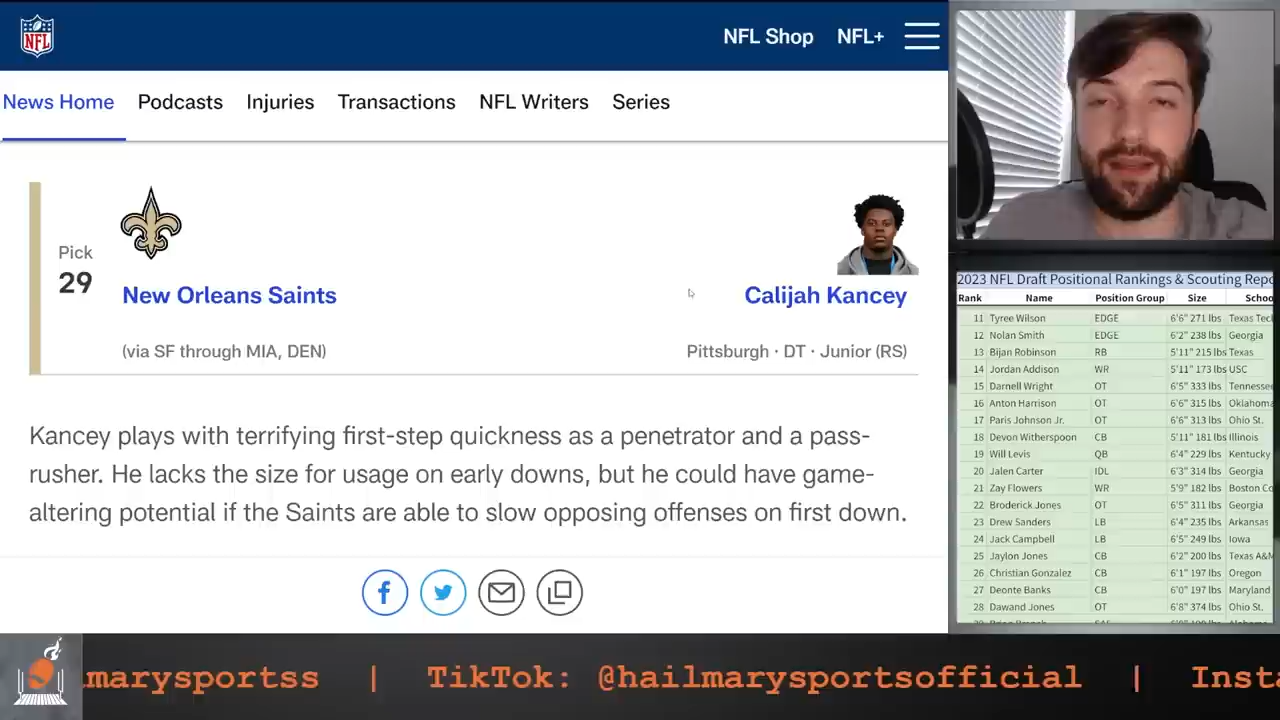 NFL
NFL Shop
NFL+
News Home
Podcasts
Injuries
Transactions
NFL Writers
Series
Pick
29
New Orleans Saints
(via SF through MIA, DEN)
Calijah Kancey
Pittsburgh · DT · Junior (RS)
Kancey plays with terrifying first-step quickness as a penetrator and a pass-
rusher. He lacks the size for usage on early downs, but he could have game-
altering potential if the Saints are able to slow opposing offenses on first down.
2023 NFL Draft Positional Rankings & Scouting Repo
Rank Name Position Group Size Schoo
11 Tyree Wilson EDGE 6'6" 271 lbs Texas Tec
12 Nolan Smith EDGE 6'2" 238 lbs Georgia
13 Bijan Robinson RB 5'11" 215 lbs Texas
14 Jordan Addison WR 5'11" 173 lbs USC
15 Darnell Wright OT 6'5" 333 lbs Tennesse
16 Anton Harrison OT 6'6" 315 lbs Oklahoma
17 Paris Johnson Jr. OT 6'6" 313 lbs Ohio St.
18 Devon Witherspoon CB 5'11" 181 lbs Illinois
19 Will Levis QB 6'4" 229 lbs Kentucky
20 Jalen Carter IDL 6'3" 314 lbs Georgia
21 Zay Flowers WR 5'9" 182 lbs Boston Co
22 Broderick Jones OT 6'5" 311 lbs Georgia
23 Drew Sanders LB 6'4" 235 lbs Arkansas
24 Jack Campbell LB 6'5" 249 lbs Iowa
25 Jaylon Jones CB 6'2" 200 lbs Texas A&M
26 Christian Gonzalez CB 6'1" 197 lbs Oregon
27 Deonte Banks CB 6'0" 197 lbs Maryland
28 Dawand Jones OT 6'8" 374 lbs Ohio St.
marysportss | TikTok: @hailmarysportsofficial | Insta